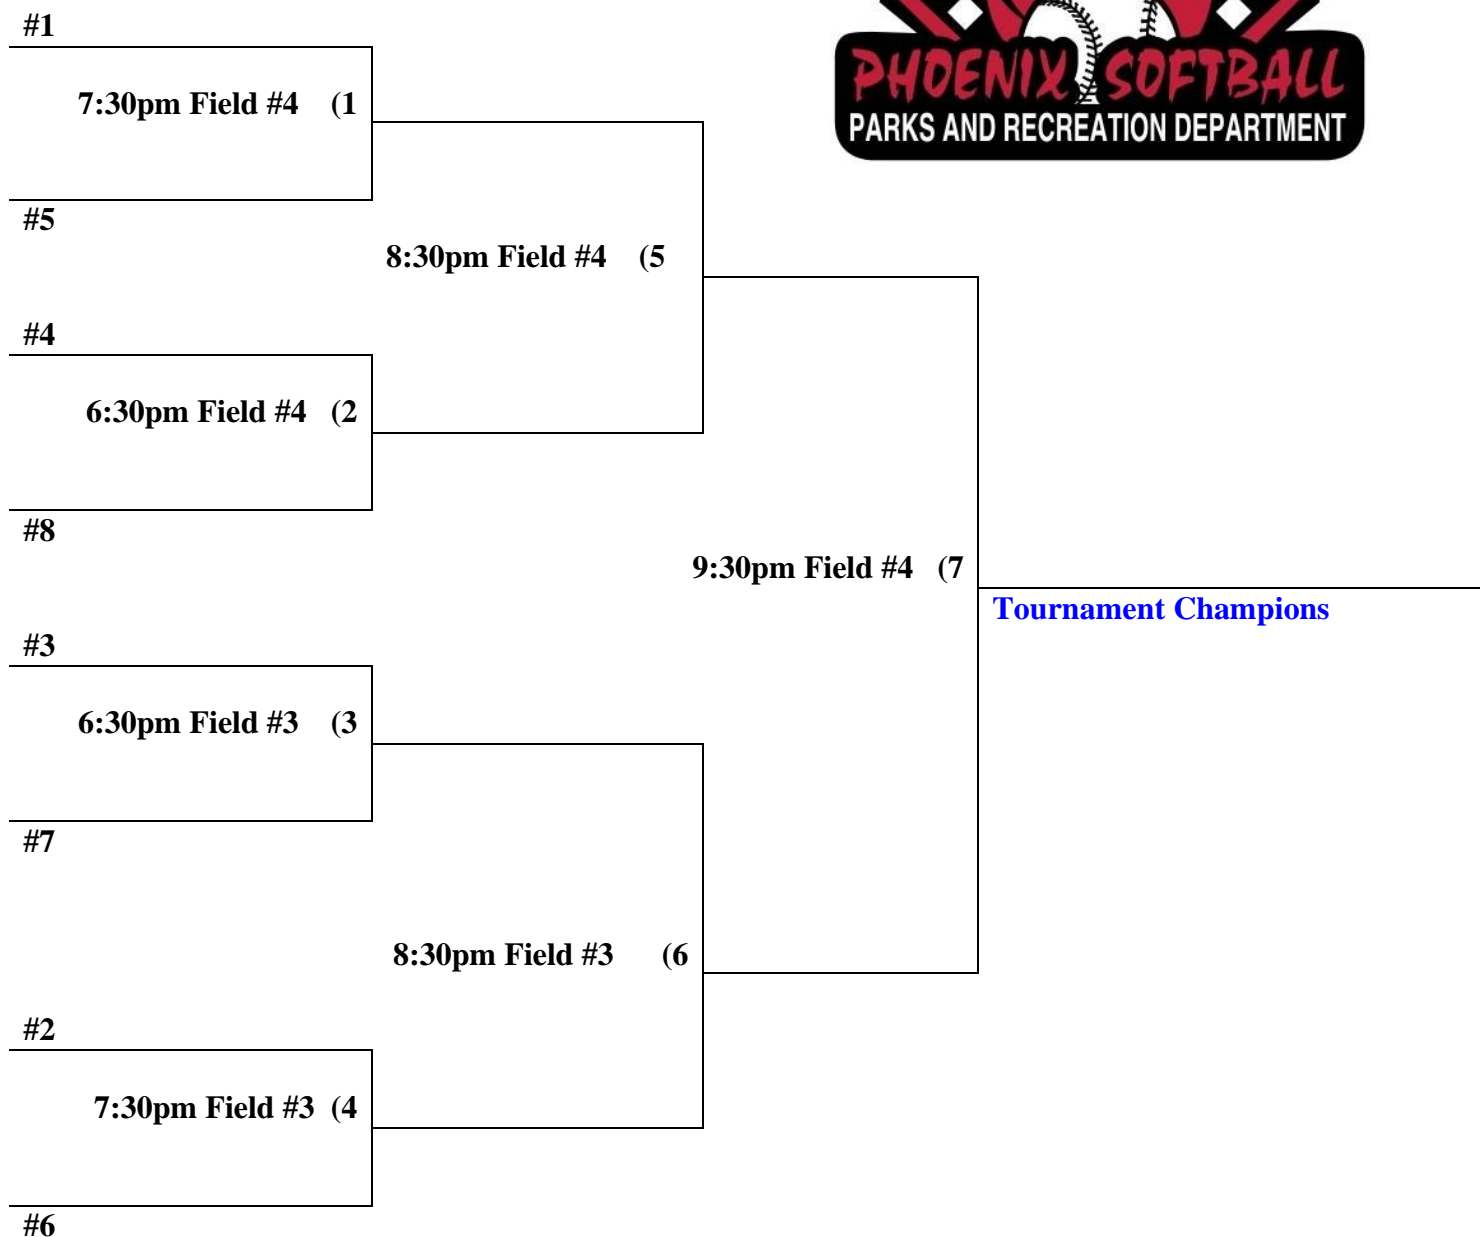 #1
PHOENIX SOFTBALL
7:30pm Field #4 (1
PARKS AND RECREATION DEPARTMENT
#5
8:30pm Field #4 (5
#4
6:30pm Field #4 (2
#8
9:30pm Field #4 (7
Tournament Champions
#3
6:30pm Field #3 (3
#7
8:30pm Field #3 (6
#2
7:30pm Field #3 (4
#6